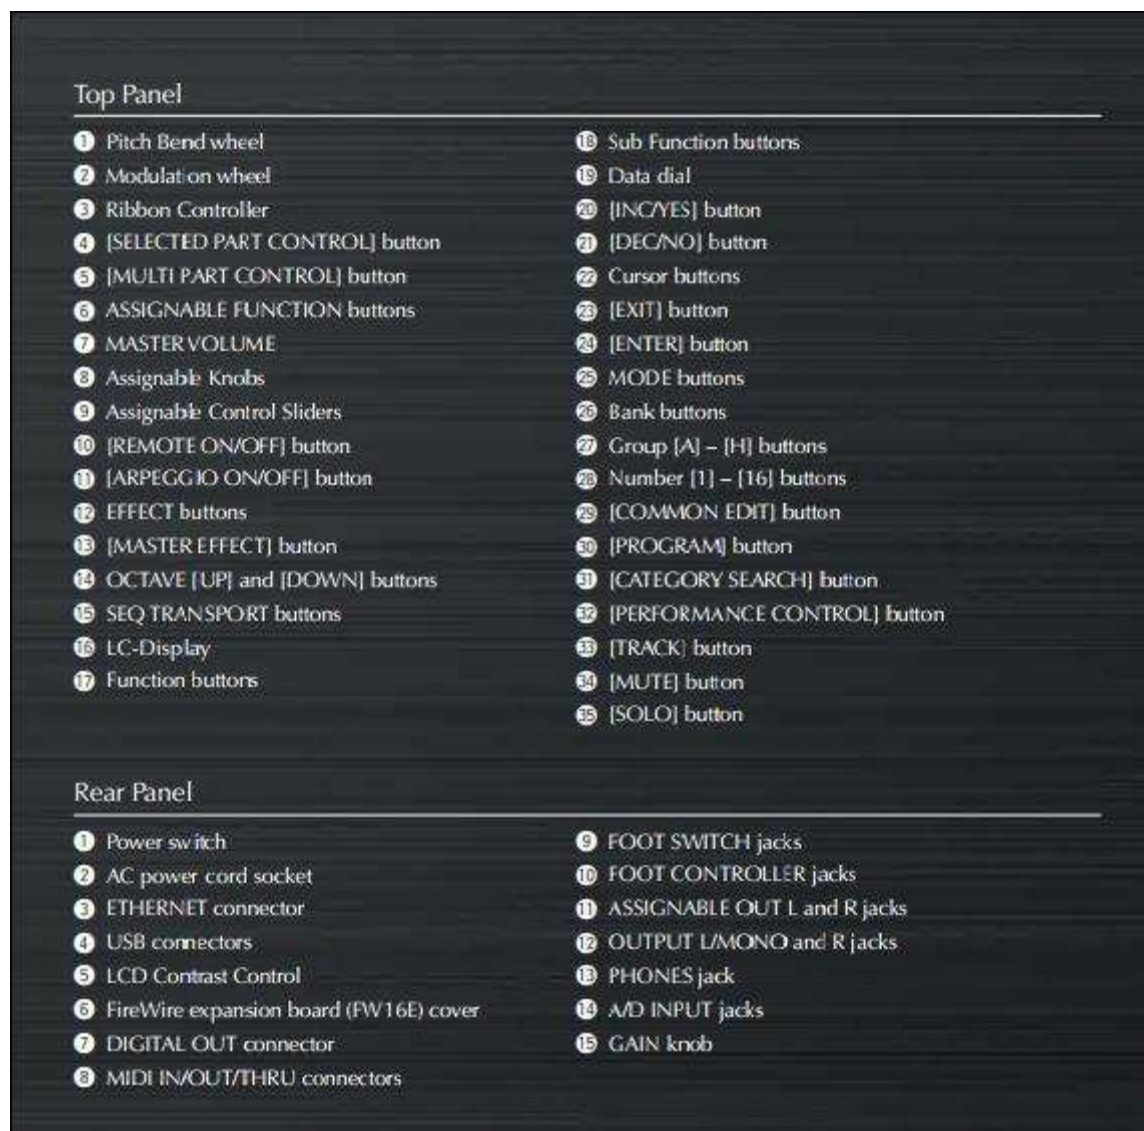 Top Panel
1 Pitch Bend wheel
2 Modulation wheel
3 Ribbon Controller
4 [SELECTED PART CONTROL] button
5 [MULTI PART CONTROL] button
6 ASSIGNABLE FUNCTION buttons
7 MASTER VOLUME
8 Assignable Knobs
9 Assignable Control Sliders
10 [REMOTE ON/OFF] button
11 [ARPEGGIO ON/OFF] button
12 EFFECT buttons
13 [MASTER EFFECT] button
14 OCTAVE [UP] and [DOWN] buttons
15 SEQ TRANSPORT buttons
16 LC-Display
17 Function buttons
18 Sub Function buttons
19 Data dial
20 [INC/YES] button
21 [DEC/NO] button
22 Cursor buttons
23 [EXIT] button
24 [ENTER] button
25 MODE buttons
26 Bank buttons
27 Group [A] – [H] buttons
28 Number [1] – [16] buttons
29 [COMMON EDIT] button
30 [PROGRAM] button
31 [CATEGORY SEARCH] button
32 [PERFORMANCE CONTROL] button
33 [TRACK] button
34 [MUTE] button
35 [SOLO] button
Rear Panel
1 Power switch
2 AC power cord socket
3 ETHERNET connector
4 USB connectors
5 LCD Contrast Control
6 FireWire expansion board (FW16E) cover
7 DIGITAL OUT connector
8 MIDI IN/OUT/THRU connectors
9 FOOT SWITCH jacks
10 FOOT CONTROLLER jacks
11 ASSIGNABLE OUT L and R jacks
12 OUTPUT L/MONO and R jacks
13 PHONES jack
14 A/D INPUT jacks
15 GAIN knob